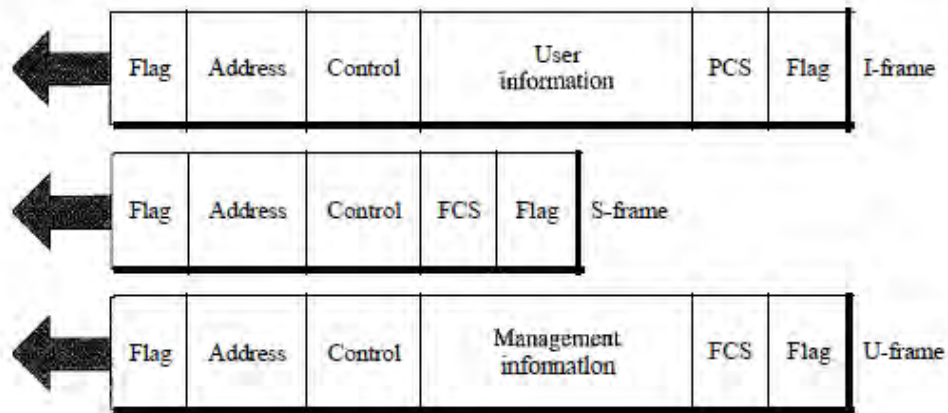 Flag Address Control User information PCS Flag I-frame
Flag Address Control FCS Flag S-frame
Flag Address Control Management infonnation FCS Flag U-frame